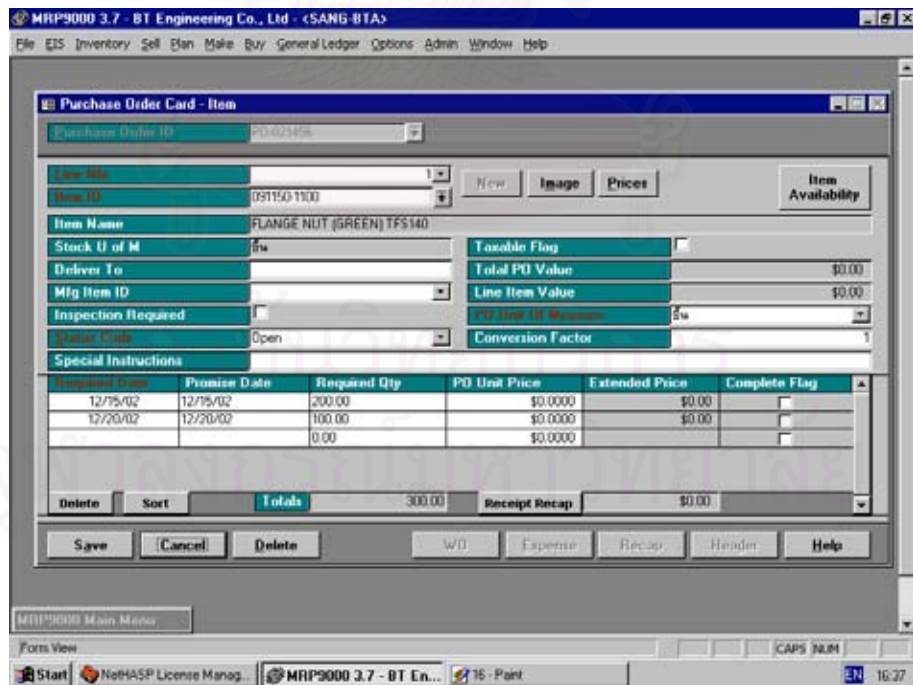 MRP9000 3.7 - BT Engineering Co., Ltd - <SANG-BTA>
File EIS Inventory Sell Plan Make Buy General Ledger Options Admin Window Help
Purchase Order Card - Item
Purchase Order ID PO-021456
Line Nbr 1 New Image Prices Item Availability
Item ID 091150-1100
Item Name FLANGE NUT (GREEN) TFS140
Stock U of M ชิ้น Taxable Flag
Deliver To Total PO Value $0.00
Mfg Item ID Line Item Value $0.00
Inspection Required PO Unit Of Measure ชิ้น
Status Code Open Conversion Factor 1
Special Instructions
Required Date Promise Date Required Qty PO Unit Price Extended Price Complete Flag
12/15/02 12/15/02 200.00 $0.0000 $0.00
12/20/02 12/20/02 100.00 $0.0000 $0.00
0.00 $0.0000
Delete Sort Totals 300.00 Receipt Recap $0.00
Save Cancel Delete WO Expense Recap Header Help
MRP9000 Main Menu
Form View CAPS NUM
Start NetHASP License Manag... MRP9000 3.7 - BT En... 16 - Paint EN 16:37